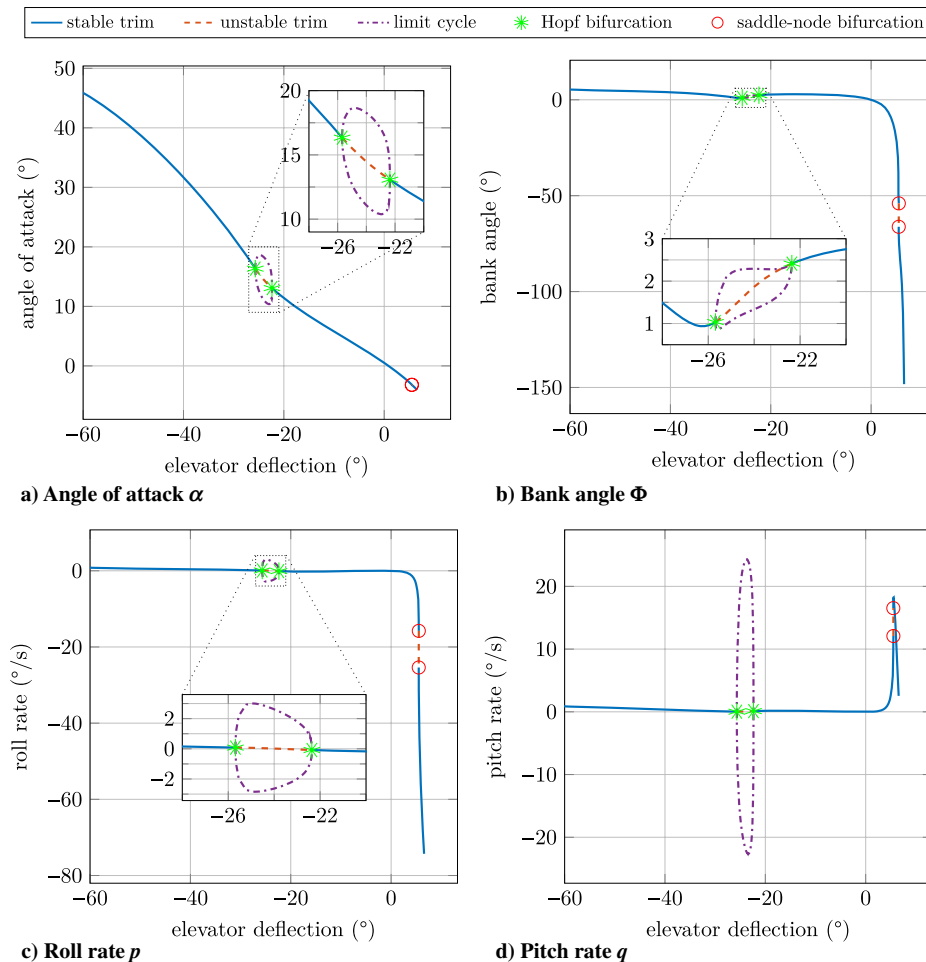 stable trim unstable trim limit cycle Hopf bifurcation saddle-node bifurcation
50
40
30
20
10
0
−60 −40 −20 0
angle of attack (°)
elevator deflection (°)
20
15
10
−26 −22
a) Angle of attack α
0
−50
−100
−150
−60 −40 −20 0
bank angle (°)
elevator deflection (°)
3
2
1
−26 −22
b) Bank angle Φ
0
−20
−40
−60
−80
−60 −40 −20 0
roll rate (°/s)
elevator deflection (°)
2
0
−2
−26 −22
c) Roll rate p
20
10
0
−10
−20
−60 −40 −20 0
pitch rate (°/s)
elevator deflection (°)
d) Pitch rate q